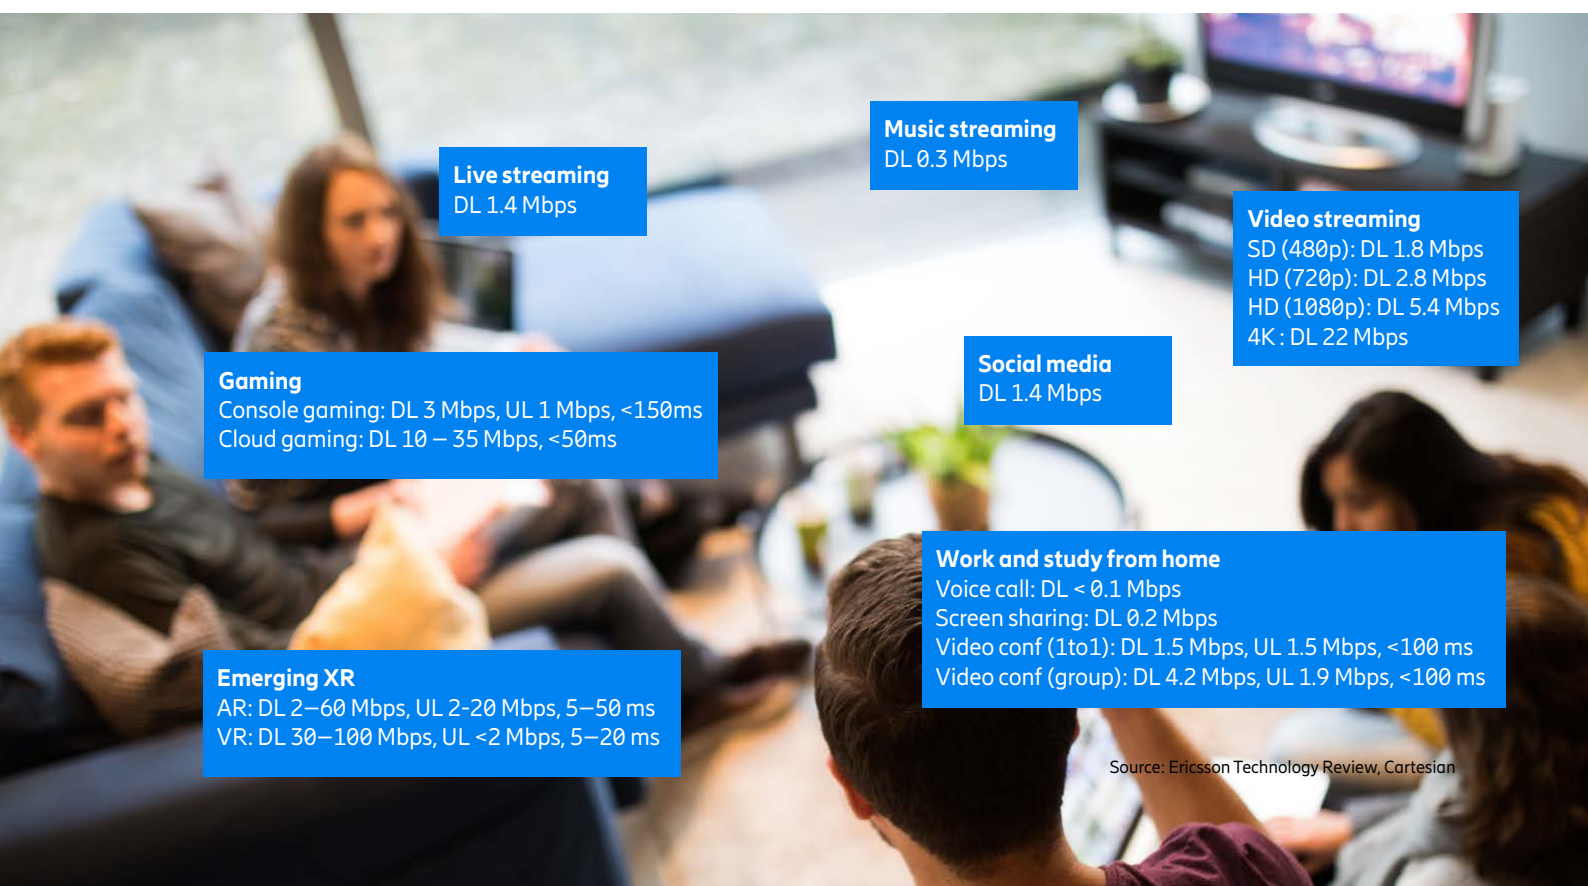 Music streaming
DL 0.3 Mbps
Live streaming
DL 1.4 Mbps
Video streaming
SD (480p): DL 1.8 Mbps
HD (720p): DL 2.8 Mbps
HD (1080p): DL 5.4 Mbps
4K : DL 22 Mbps
Gaming
Console gaming: DL 3 Mbps, UL 1 Mbps, <150ms
Cloud gaming: DL 10 – 35 Mbps, <50ms
Social media
DL 1.4 Mbps
Work and study from home
Voice call: DL < 0.1 Mbps
Screen sharing: DL 0.2 Mbps
Video conf (1to1): DL 1.5 Mbps, UL 1.5 Mbps, <100 ms
Video conf (group): DL 4.2 Mbps, UL 1.9 Mbps, <100 ms
Emerging XR
AR: DL 2–60 Mbps, UL 2-20 Mbps, 5–50 ms
VR: DL 30–100 Mbps, UL <2 Mbps, 5–20 ms
Source: Ericsson Technology Review, Cartesian